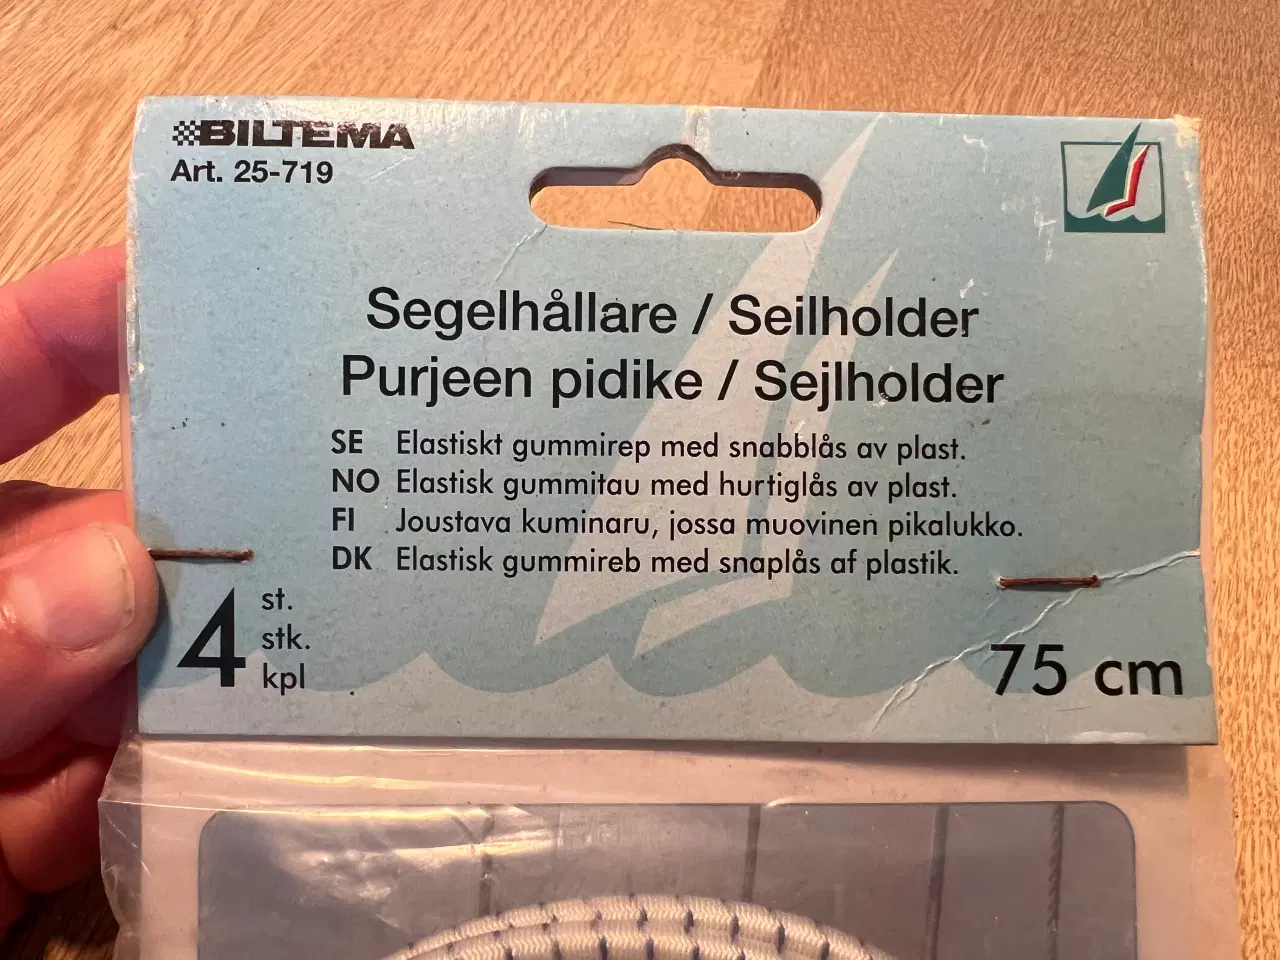 BILTEMA
Art. 25-719
Segelhållare / Seilholder
Purjeen pidike / Sejlholder
SE Elastiskt gummirep med snabblås av plast.
NO Elastisk gummitau med hurtiglås av plast.
FI Joustava kuminaru, jossa muovinen pikalukko.
DK Elastisk gummireb med snaplås af plastik.
4 st.
stk.
kpl
75 cm